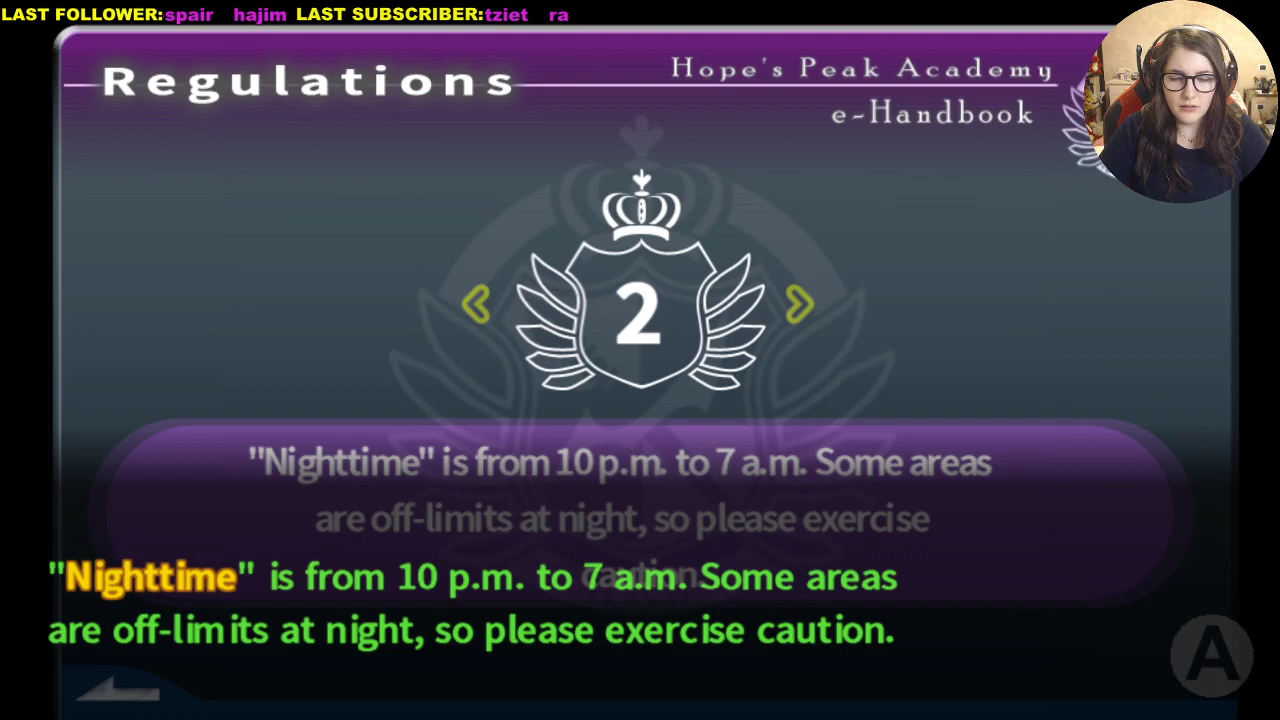 LAST FOLLOWER:spair hajim LAST SUBSCRIBER:tziet ra
Regulations
Hope's Peak Academy
e-Handbook
2
"Nighttime" is from 10 p.m. to 7 a.m. Some areas
are off-limits at night, so please exercise
caution.
"Nighttime" is from 10 p.m. to 7 a.m. Some areas
are off-limits at night, so please exercise caution.
A